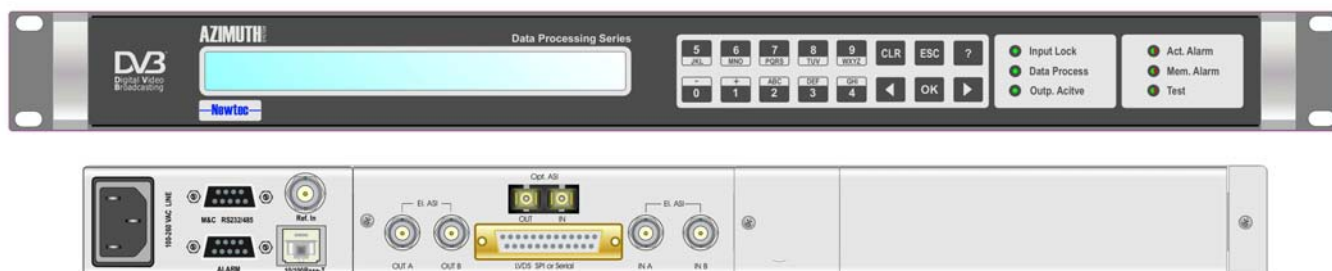 AZIMUTH
Data Processing Series
DVB
Digital Video
Broadcasting
Newtec
5 6 7 8 9 CLR ESC ?
JKL MNO PQRS TUV WXYZ
- + ABC DEF GHI
0 1 2 3 4 OK
Input Lock
Data Process
Outp. Acitve
Act. Alarm
Mem. Alarm
Test
100-260 VAC LINE
M&C RS232/485
Ref. In
ALARM
10/100Base-T
Opt. ASI
OUT IN
El. ASI
El. ASI
OUT A OUT B LVDS SPI or Serial IN A IN B